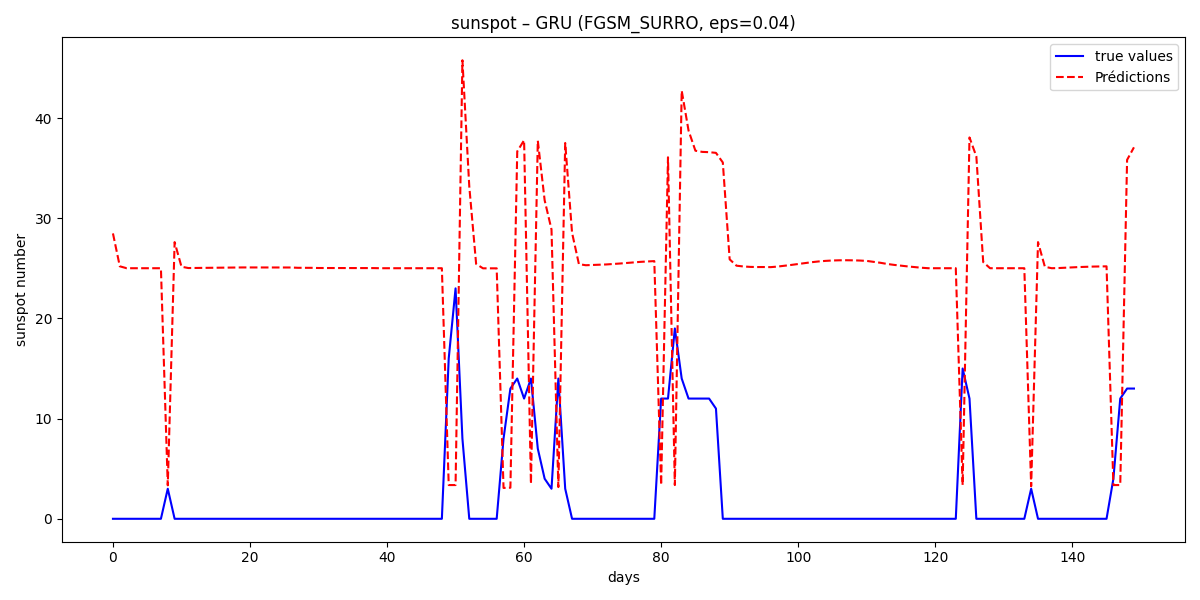 sunspot – GRU (FGSM_SURRO, eps=0.04)
true values
Prédictions
sunspot number
40
30
20
10
0
0 20 40 60 80 100 120 140
days